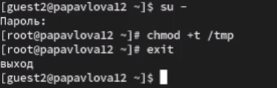 [guest2@papavlova12 ~]$ su -
Пароль:
[root@papavlova12 ~]# chmod +t /tmp
[root@papavlova12 ~]# exit
выход
[guest2@papavlova12 ~]$